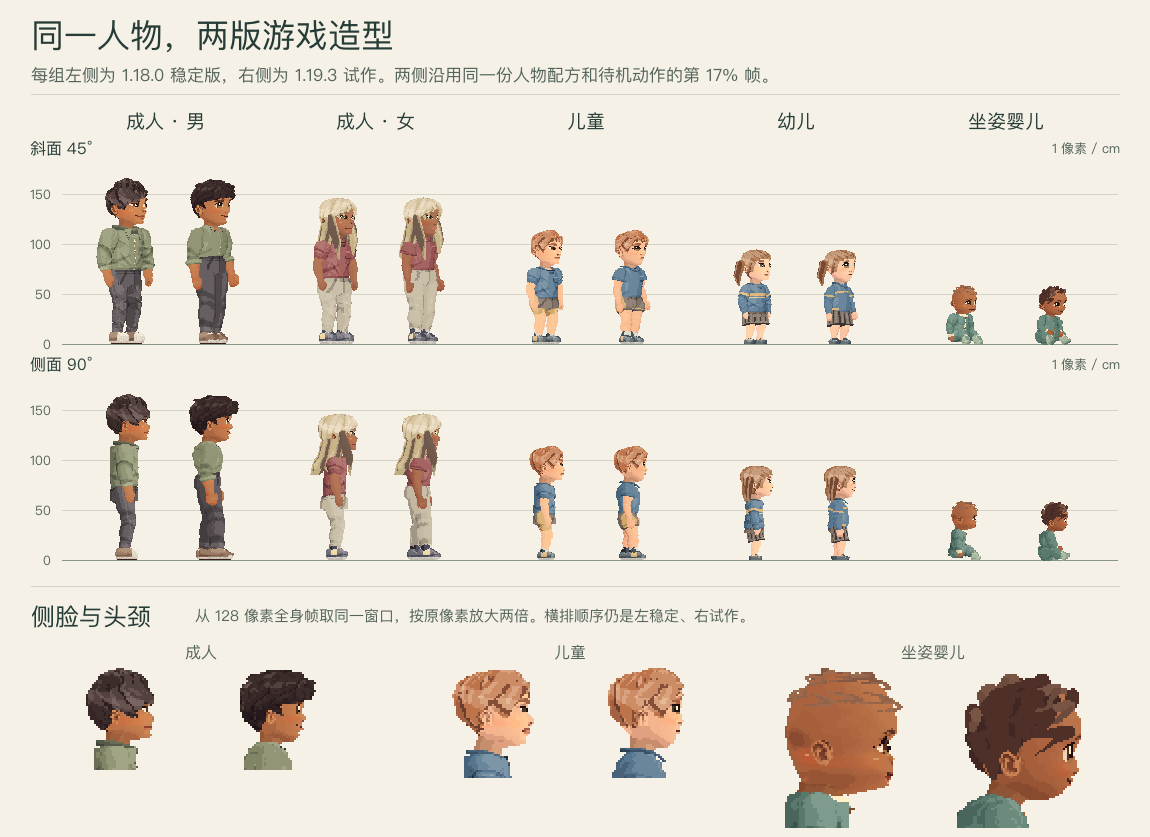 同一人物，两版游戏造型
每组左侧为 1.18.0 稳定版，右侧为 1.19.3 试作。两侧沿用同一份人物配方和待机动作的第 17% 帧。
成人 · 男
成人 · 女
儿童
幼儿
坐姿婴儿
斜面 45°
1 像素 / cm
150
100
50
0
侧面 90°
1 像素 / cm
150
100
50
0
侧脸与头颈
从 128 像素全身帧取同一窗口，按原像素放大两倍。横排顺序仍是左稳定、右试作。
成人
儿童
坐姿婴儿